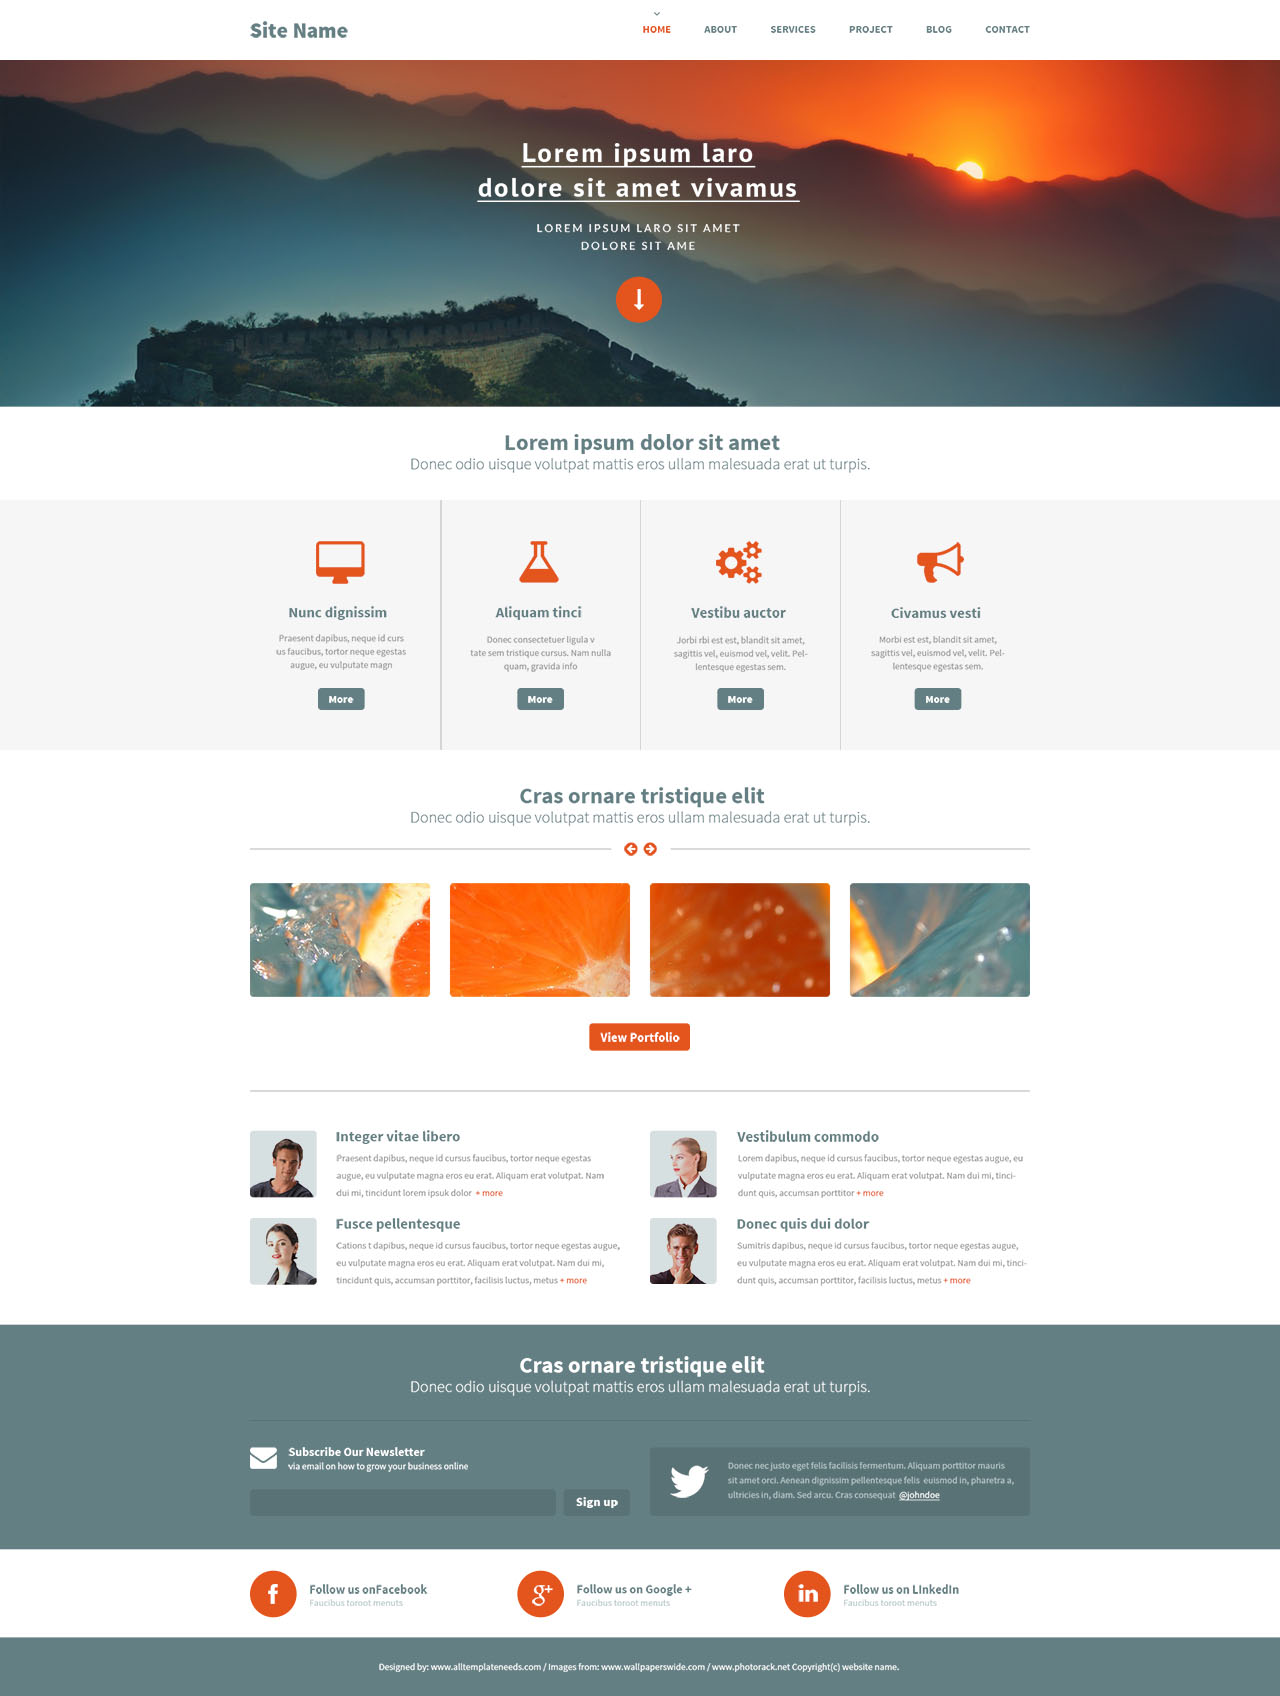 Site Name
HOME
ABOUT
SERVICES
PROJECT
BLOG
CONTACT
Lorem ipsum laro
dolore sit amet vivamus
LOREM IPSUM LARO SIT AMET
DOLORE SIT AME
Lorem ipsum dolor sit amet
Donec odio uisque volutpat mattis eros ullam malesuada erat ut turpis.
Nunc dignissim
Praesent dapibus, neque id curs
us faucibus, tortor neque egestas
augue, eu vulputate magn
More
Aliquam tinci
Donec consectetuer ligula v
tate sem tristique cursus. Nam nulla
quam, gravida info
More
Vestibu auctor
Jorbi rbi est est, blandit sit amet,
sagittis vel, euismod vel, velit. Pel-
lentesque egestas sem.
More
Civamus vesti
Morbi est est, blandit sit amet,
sagittis vel, euismod vel, velit. Pel-
lentesque egestas sem.
More
Cras ornare tristique elit
Donec odio uisque volutpat mattis eros ullam malesuada erat ut turpis.
View Portfolio
Integer vitae libero
Praesent dapibus, neque id cursus faucibus, tortor neque egestas
augue, eu vulputate magna eros eu erat. Aliquam erat volutpat. Nam
dui mi, tincidunt lorem ipsuk dolor + more
Vestibulum commodo
Lorem dapibus, neque id cursus faucibus, tortor neque egestas augue, eu
vulputate magna eros eu erat. Aliquam erat volutpat. Nam dui mi, tinci-
dunt quis, accumsan porttitor + more
Fusce pellentesque
Cations t dapibus, neque id cursus faucibus, tortor neque egestas augue,
eu vulputate magna eros eu erat. Aliquam erat volutpat. Nam dui mi,
tincidunt quis, accumsan porttitor, facilisis luctus, metus + more
Donec quis dui dolor
Sumitris dapibus, neque id cursus faucibus, tortor neque egestas augue,
eu vulputate magna eros eu erat. Aliquam erat volutpat. Nam dui mi, tinci-
dunt quis, accumsan porttitor, facilisis luctus, metus + more
Cras ornare tristique elit
Donec odio uisque volutpat mattis eros ullam malesuada erat ut turpis.
Subscribe Our Newsletter
via email on how to grow your business online
Sign up
Donec nec justo eget felis facilisis fermentum. Aliquam porttitor mauris
sit amet orci. Aenean dignissim pellentesque felis euismod in, pharetra a,
ultricies in, diam. Sed arcu. Cras consequat @johndoe
f
Follow us onFacebook
Faucibus toroot menuts
g+
Follow us on Google +
Faucibus toroot menuts
in
Follow us on LInkedIn
Faucibus toroot menuts
Designed by: www.alltemplateneeds.com / Images from: www.wallpaperswide.com / www.photorack.net Copyright(c) website name.